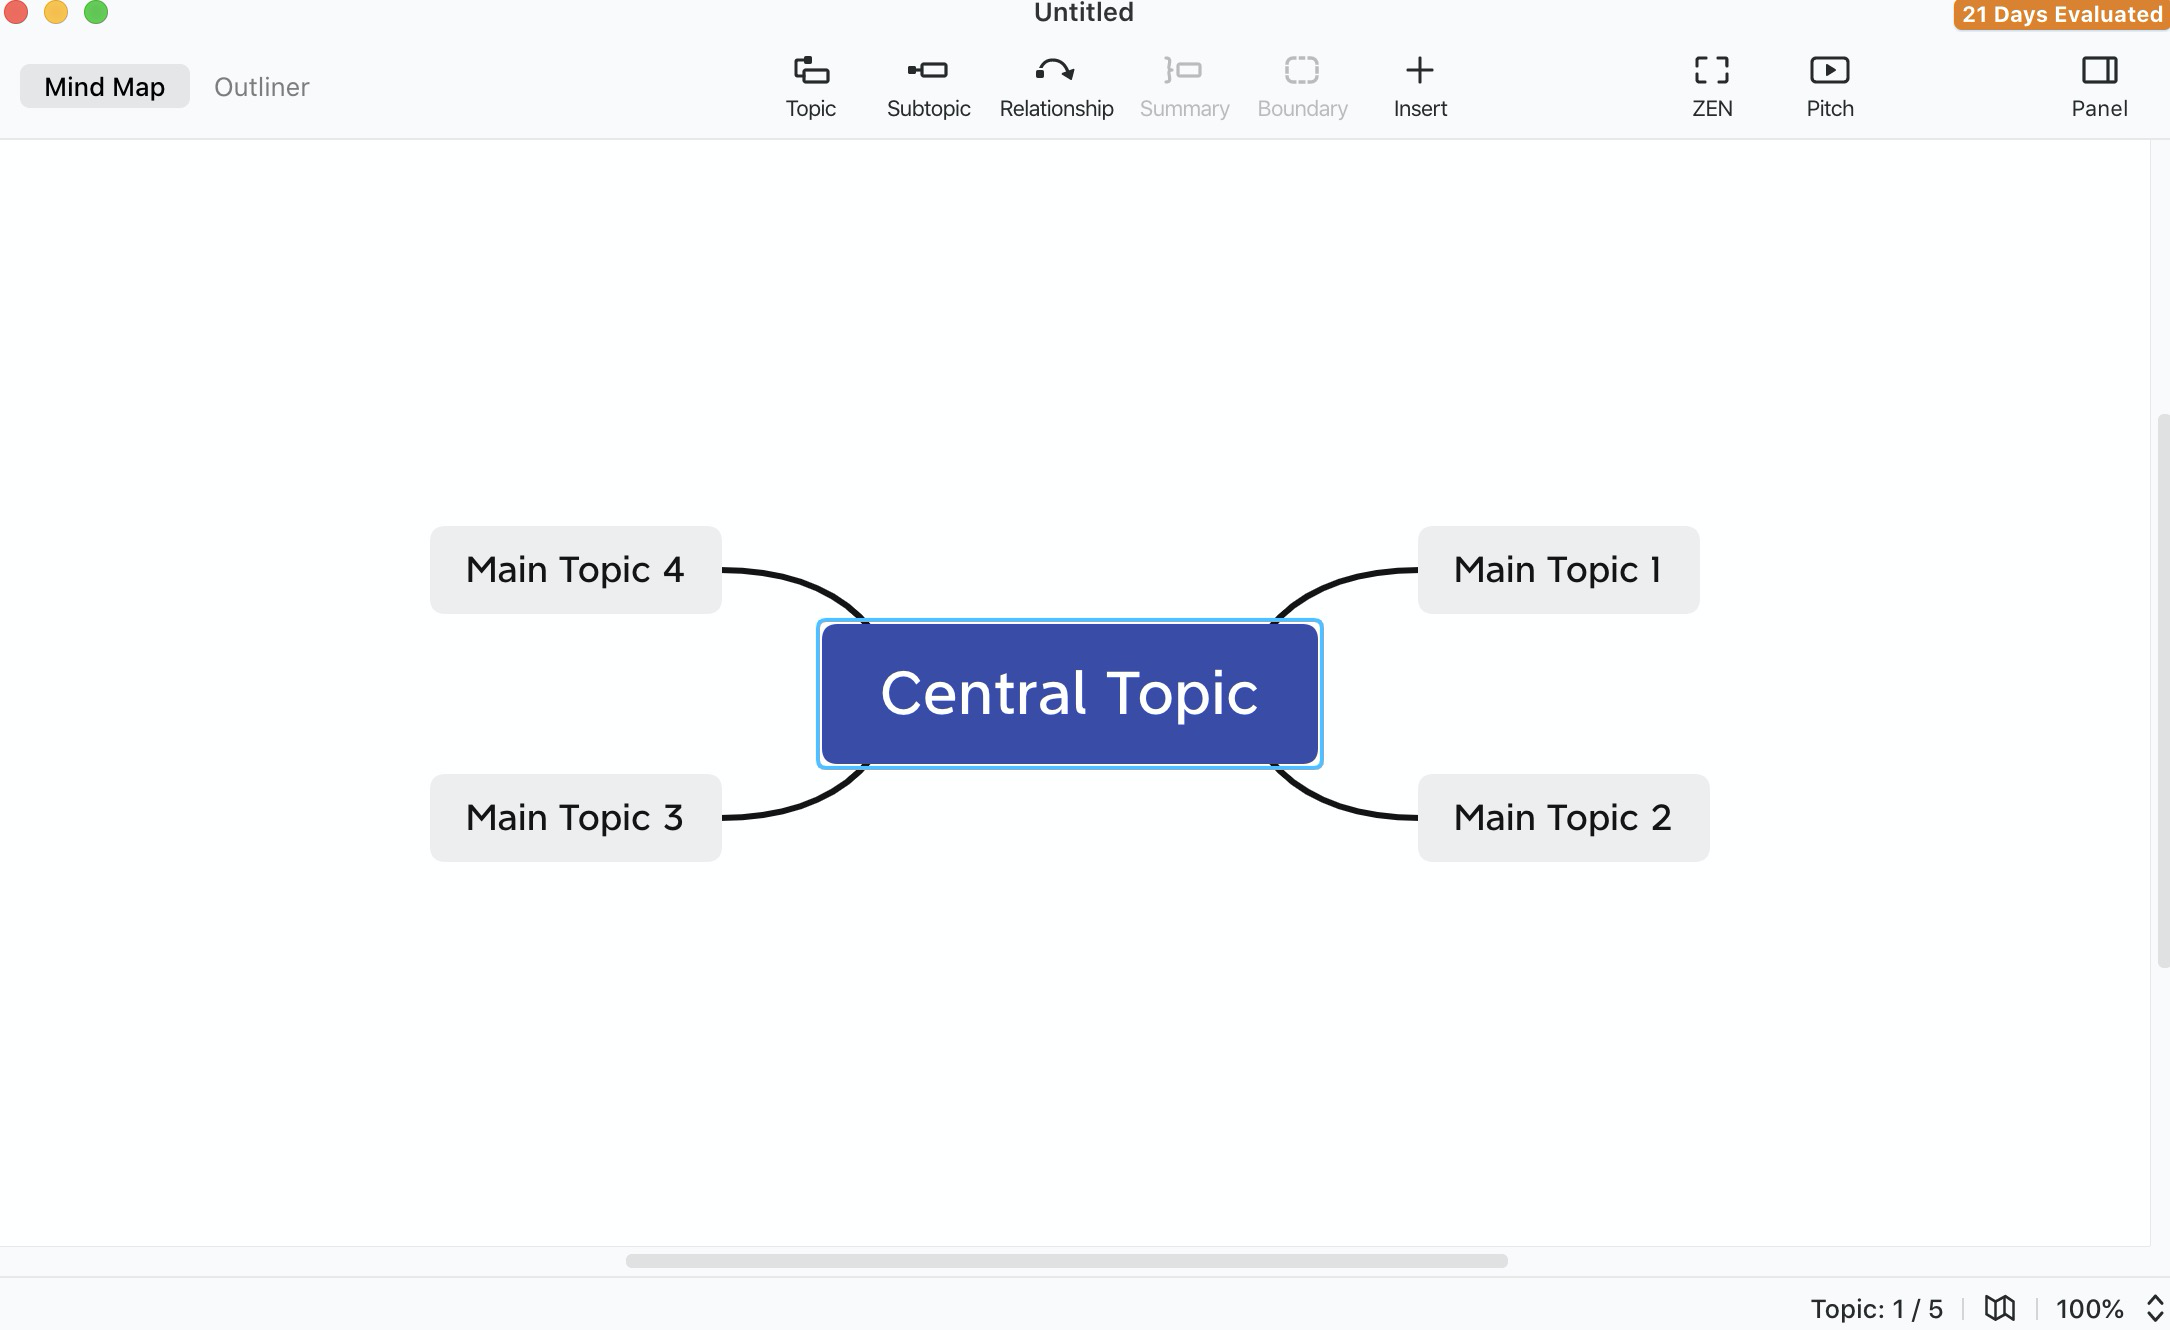 Untitled
21 Days Evaluated
Mind Map
Outliner
Topic
Subtopic
Relationship
Summary
Boundary
Insert
ZEN
Pitch
Panel
Main Topic 4
Main Topic 1
Central Topic
Main Topic 3
Main Topic 2
Topic: 1 / 5
100%